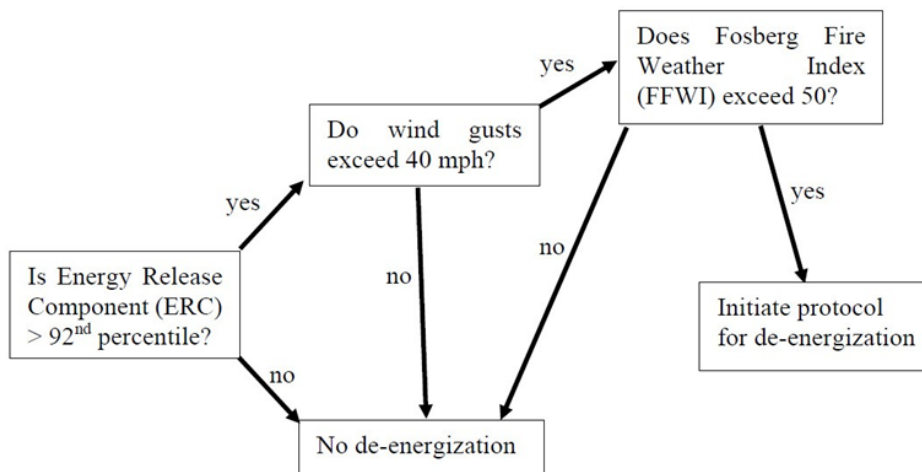 Does Fosberg Fire
Weather Index
(FFWI) exceed 50?
yes
Do wind gusts
exceed 40 mph?
yes
yes
no
no
Is Energy Release
Component (ERC)
> 92nd percentile?
Initiate protocol
for de-energization
no
No de-energization